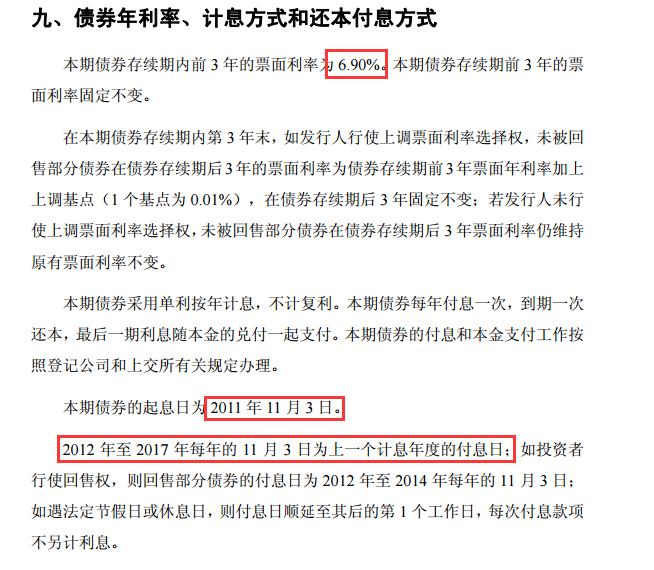 九、债券年利率、计息方式和还本付息方式
本期债券存续期内前 3 年的票面利率为 6.90%。本期债券存续期前 3 年的票
面利率固定不变。
在本期债券存续期内第 3 年末，如发行人行使上调票面利率选择权，未被回
售部分债券在债券存续期后 3 年的票面利率为债券存续期前 3 年票面年利率加上
上调基点（1 个基点为 0.01%），在债券存续期后 3 年固定不变；若发行人未行
使上调票面利率选择权，未被回售部分债券在债券存续期后 3 年票面利率仍维持
原有票面利率不变。
本期债券采用单利按年计息，不计复利。本期债券每年付息一次，到期一次
还本，最后一期利息随本金的兑付一起支付。本期债券的付息和本金支付工作按
照登记公司和上交所有关规定办理。
本期债券的起息日为 2011 年 11 月 3 日。
2012 年至 2017 年每年的 11 月 3 日为上一个计息年度的付息日；如投资者
行使回售权，则回售部分债券的付息日为 2012 年至 2014 年每年的 11 月 3 日；
如遇法定节假日或休息日，则付息日顺延至其后的第 1 个工作日，每次付息款项
不另计利息。